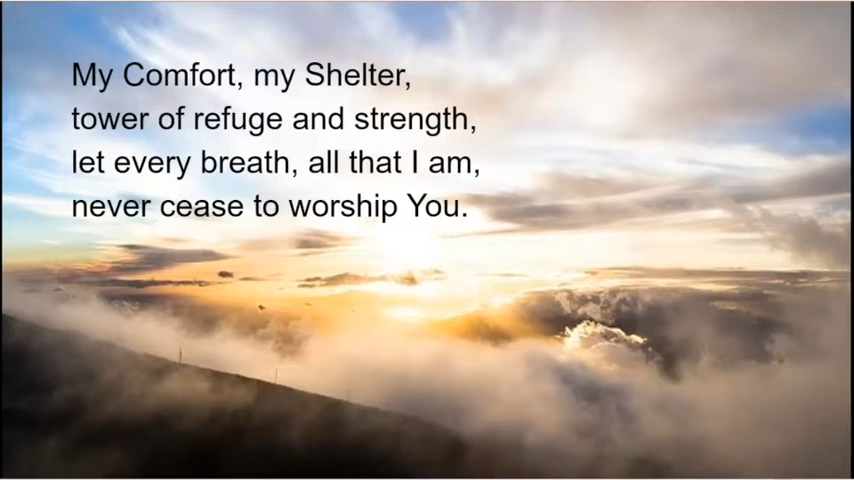 My Comfort, my Shelter,
tower of refuge and strength,
let every breath, all that I am,
never cease to worship You.